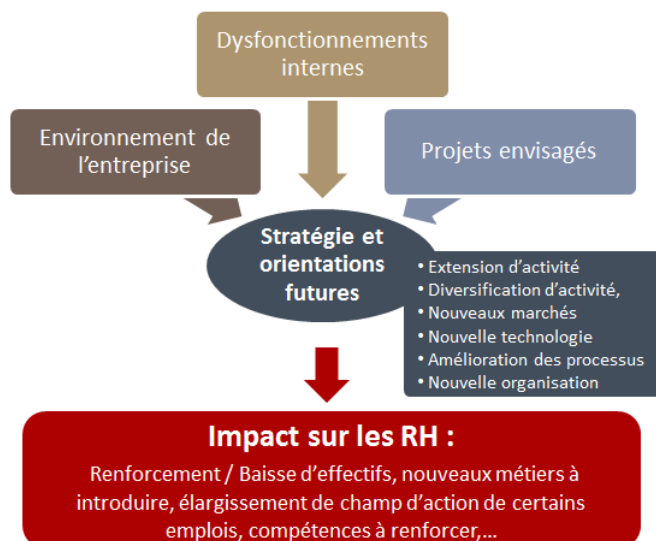 Dysfonctionnements
internes
Environnement de
l’entreprise
Projets envisagés
Stratégie et
orientations
futures
• Extension d’activité
• Diversification d’activité,
• Nouveaux marchés
• Nouvelle technologie
• Amélioration des processus
• Nouvelle organisation
Impact sur les RH :
Renforcement / Baisse d’effectifs, nouveaux métiers à
introduire, élargissement de champ d’action de certains
emplois, compétences à renforcer,…